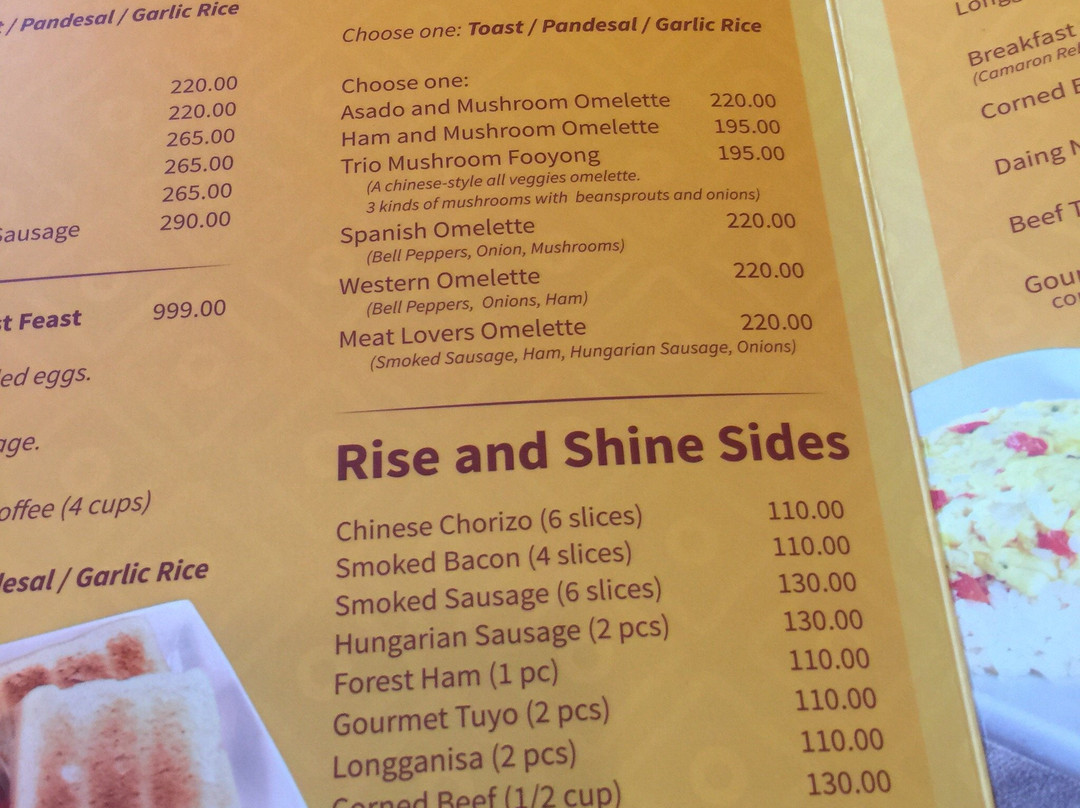 / Pandesal / Garlic Rice
220.00
220.00
265.00
265.00
265.00
Sausage 290.00
Feast 999.00
eggs.
(4 cups)
/ Garlic Rice
Choose one: Toast / Pandesal / Garlic Rice
Choose one:
Asado and Mushroom Omelette 220.00
Ham and Mushroom Omelette 195.00
Trio Mushroom Fooyong 195.00
(A chinese-style all veggies omelette.
3 kinds of mushrooms with beansprouts and onions)
Spanish Omelette 220.00
(Bell Peppers, Onion, Mushrooms)
Western Omelette 220.00
(Bell Peppers, Onions, Ham)
Meat Lovers Omelette 220.00
(Smoked Sausage, Ham, Hungarian Sausage, Onions)
Rise and Shine Sides
Chinese Chorizo (6 slices) 110.00
Smoked Bacon (4 slices) 110.00
Smoked Sausage (6 slices) 130.00
Hungarian Sausage (2 pcs) 130.00
Forest Ham (1 pc) 110.00
Gourmet Tuyo (2 pcs) 110.00
Longganisa (2 pcs) 110.00
Corned Beef (1/2 cup) 130.00
Breakfast
(Camaron
Corned
Daing
Beef